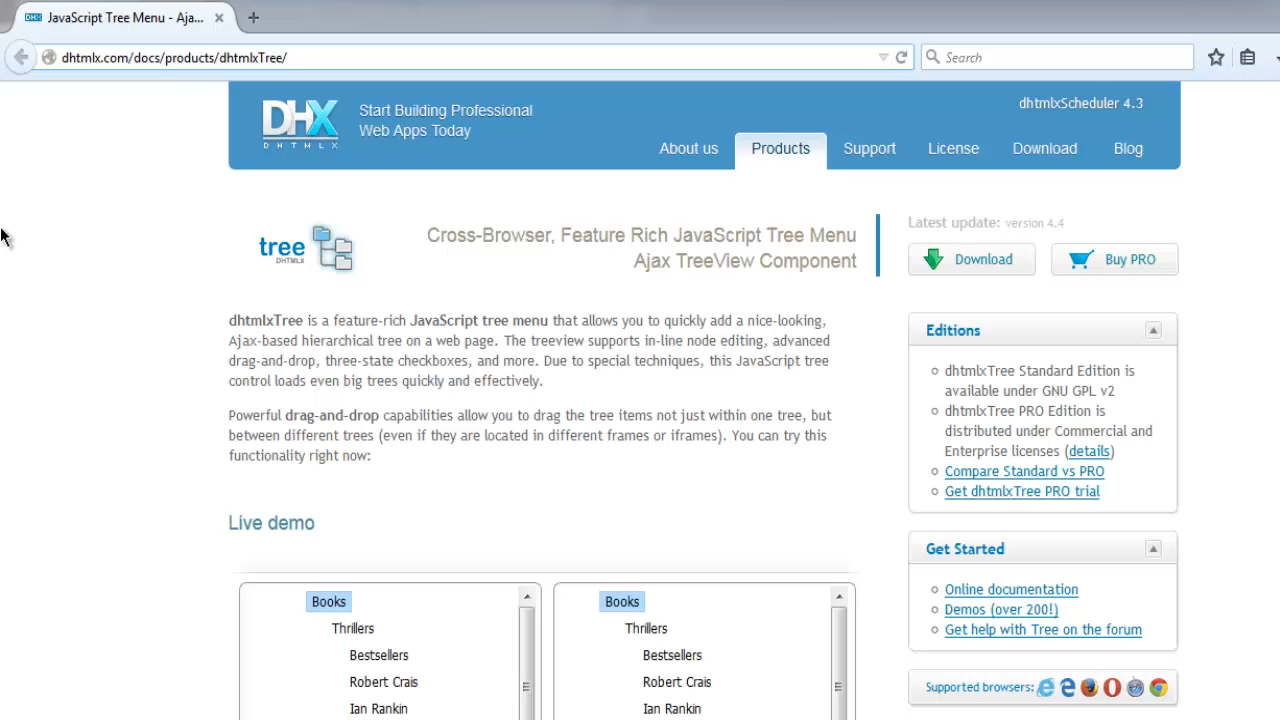 JavaScript Tree Menu - Aja...
dhtmlx.com/docs/products/dhtmlxTree/
Search
DHX
DHTMLX
Start Building Professional
Web Apps Today
dhtmlxScheduler 4.3
About us
Products
Support
License
Download
Blog
tree
DHTMLX
Cross-Browser, Feature Rich JavaScript Tree Menu
Ajax TreeView Component
Latest update: version 4.4
Download
Buy PRO
dhtmlxTree is a feature-rich JavaScript tree menu that allows you to quickly add a nice-looking,
Ajax-based hierarchical tree on a web page. The treeview supports in-line node editing, advanced
drag-and-drop, three-state checkboxes, and more. Due to special techniques, this JavaScript tree
control loads even big trees quickly and effectively.
Powerful drag-and-drop capabilities allow you to drag the tree items not just within one tree, but
between different trees (even if they are located in different frames or iframes). You can try this
functionality right now:
Live demo
Books
Thrillers
Bestsellers
Robert Crais
Ian Rankin
Books
Thrillers
Bestsellers
Robert Crais
Ian Rankin
Editions
dhtmlxTree Standard Edition is
available under GNU GPL v2
dhtmlxTree PRO Edition is
distributed under Commercial and
Enterprise licenses (details)
Compare Standard vs PRO
Get dhtmlxTree PRO trial
Get Started
Online documentation
Demos (over 200!)
Get help with Tree on the forum
Supported browsers: